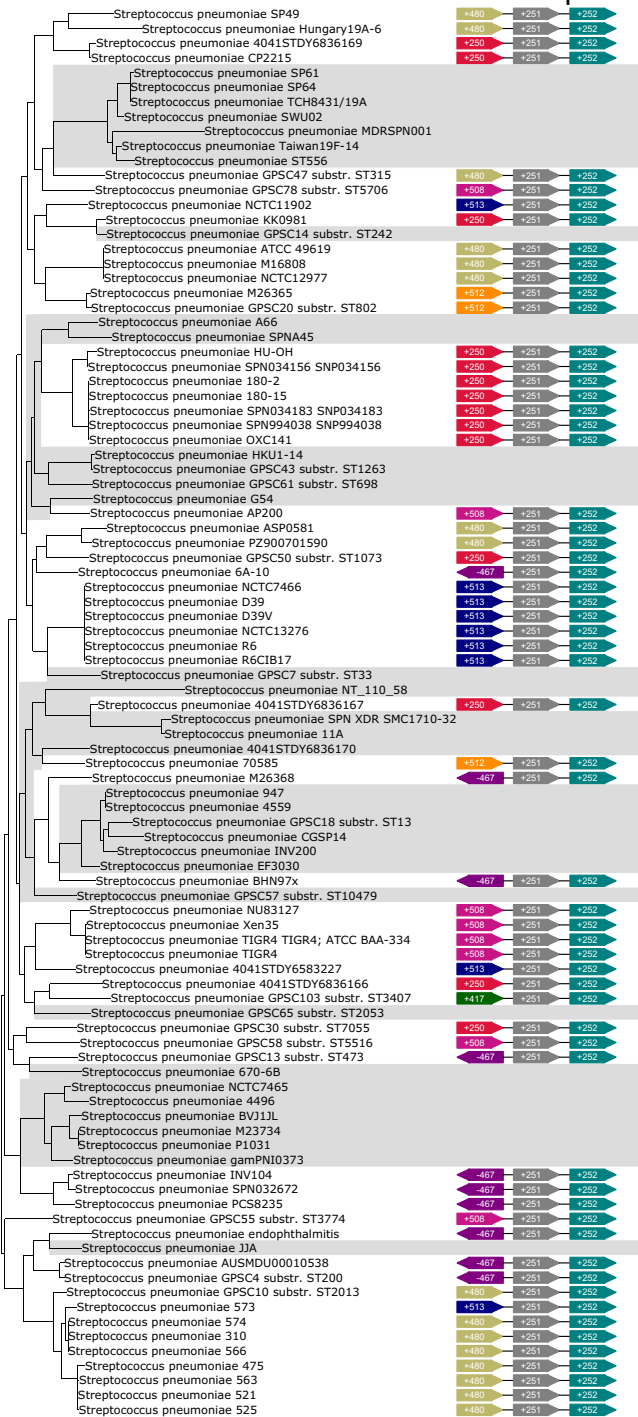 Streptococcus pneumoniae SP49 +480 +251 +252
Streptococcus pneumoniae Hungary19A-6 +480 +251 +252
Streptococcus pneumoniae 4041STDY6836169 +250 +251 +252
Streptococcus pneumoniae CP2215 +250 +251 +252
Streptococcus pneumoniae SP61
Streptococcus pneumoniae SP64
Streptococcus pneumoniae TCH8431/19A
Streptococcus pneumoniae SWU02
Streptococcus pneumoniae MDRSPN001
Streptococcus pneumoniae Taiwan19F-14
Streptococcus pneumoniae ST556
Streptococcus pneumoniae GPSC47 substr. ST315 +480 +251 +252
Streptococcus pneumoniae GPSC78 substr. ST5706 +508 +251 +252
Streptococcus pneumoniae NCTC11902 +513 +251 +252
Streptococcus pneumoniae KK0981 +250 +251 +252
Streptococcus pneumoniae GPSC14 substr. ST242
Streptococcus pneumoniae ATCC 49619 +480 +251 +252
Streptococcus pneumoniae M16808 +480 +251 +252
Streptococcus pneumoniae NCTC12977 +480 +251 +252
Streptococcus pneumoniae M26365 +512 +251 +252
Streptococcus pneumoniae GPSC20 substr. ST802 +512 +251 +252
Streptococcus pneumoniae A66
Streptococcus pneumoniae SPNA45
Streptococcus pneumoniae HU-OH +250 +251 +252
Streptococcus pneumoniae SPN034156 SNP034156 +250 +251 +252
Streptococcus pneumoniae 180-2 +250 +251 +252
Streptococcus pneumoniae 180-15 +250 +251 +252
Streptococcus pneumoniae SPN034183 SNP034183 +250 +251 +252
Streptococcus pneumoniae SPN994038 SNP994038 +250 +251 +252
Streptococcus pneumoniae OXC141 +250 +251 +252
Streptococcus pneumoniae HKU1-14
Streptococcus pneumoniae GPSC43 substr. ST1263
Streptococcus pneumoniae GPSC61 substr. ST698
Streptococcus pneumoniae G54
Streptococcus pneumoniae AP200 +508 +251 +252
Streptococcus pneumoniae ASP0581 +480 +251 +252
Streptococcus pneumoniae PZ900701590 +480 +251 +252
Streptococcus pneumoniae GPSC50 substr. ST1073 +250 +251 +252
Streptococcus pneumoniae 6A-10 -467 +251 +252
Streptococcus pneumoniae NCTC7466 +513 +251 +252
Streptococcus pneumoniae D39 +513 +251 +252
Streptococcus pneumoniae D39V +513 +251 +252
Streptococcus pneumoniae NCTC13276 +513 +251 +252
Streptococcus pneumoniae R6 +513 +251 +252
Streptococcus pneumoniae R6CIB17 +513 +251 +252
Streptococcus pneumoniae GPSC7 substr. ST33
Streptococcus pneumoniae NT_110_58
Streptococcus pneumoniae 4041STDY6836167 +250 +251 +252
Streptococcus pneumoniae SPN XDR SMC1710-32
Streptococcus pneumoniae 11A
Streptococcus pneumoniae 4041STDY6836170
Streptococcus pneumoniae 70585 +512 +251 +252
Streptococcus pneumoniae M26368 -467 +251 +252
Streptococcus pneumoniae 947
Streptococcus pneumoniae 4559
Streptococcus pneumoniae GPSC18 substr. ST13
Streptococcus pneumoniae CGSP14
Streptococcus pneumoniae INV200
Streptococcus pneumoniae EF3030
Streptococcus pneumoniae BHN97x -467 +251 +252
Streptococcus pneumoniae GPSC57 substr. ST10479
Streptococcus pneumoniae NU83127 +508 +251 +252
Streptococcus pneumoniae Xen35 +508 +251 +252
Streptococcus pneumoniae TIGR4 TIGR4; ATCC BAA-334 +508 +251 +252
Streptococcus pneumoniae TIGR4 +508 +251 +252
Streptococcus pneumoniae 4041STDY6583227 +513 +251 +252
Streptococcus pneumoniae 4041STDY6836166 +250 +251 +252
Streptococcus pneumoniae GPSC103 substr. ST3407 +417 +251 +252
Streptococcus pneumoniae GPSC65 substr. ST2053
Streptococcus pneumoniae GPSC30 substr. ST7055 +250 +251 +252
Streptococcus pneumoniae GPSC58 substr. ST5516 +508 +251 +252
Streptococcus pneumoniae GPSC13 substr. ST473 -467 +251 +252
Streptococcus pneumoniae 670-6B
Streptococcus pneumoniae NCTC7465
Streptococcus pneumoniae 4496
Streptococcus pneumoniae BVJ1JL
Streptococcus pneumoniae M23734
Streptococcus pneumoniae P1031
Streptococcus pneumoniae gamPNI0373
Streptococcus pneumoniae INV104 -467 +251 +252
Streptococcus pneumoniae SPN032672 -467 +251 +252
Streptococcus pneumoniae PCS8235 -467 +251 +252
Streptococcus pneumoniae GPSC55 substr. ST3774 +508 +251 +252
Streptococcus pneumoniae endophthalmitis -467 +251 +252
Streptococcus pneumoniae JJA
Streptococcus pneumoniae AUSMDU00010538 -467 +251 +252
Streptococcus pneumoniae GPSC4 substr. ST200 -467 +251 +252
Streptococcus pneumoniae GPSC10 substr. ST2013 +480 +251 +252
Streptococcus pneumoniae 573 +513 +251 +252
Streptococcus pneumoniae 574 +480 +251 +252
Streptococcus pneumoniae 310 +480 +251 +252
Streptococcus pneumoniae 566 +480 +251 +252
Streptococcus pneumoniae 475 +480 +251 +252
Streptococcus pneumoniae 563 +480 +251 +252
Streptococcus pneumoniae 521 +480 +251 +252
Streptococcus pneumoniae 525 +480 +251 +252